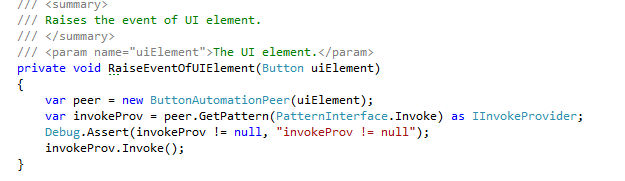 /// <summary>
/// Raises the event of UI element.
/// </summary>
/// <param name="uiElement">The UI element.</param>
private void RaiseEventOfUIElement(Button uiElement)
{
    var peer = new ButtonAutomationPeer(uiElement);
    var invokeProv = peer.GetPattern(PatternInterface.Invoke) as IInvokeProvider;
    Debug.Assert(invokeProv != null, "invokeProv != null");
    invokeProv.Invoke();
}